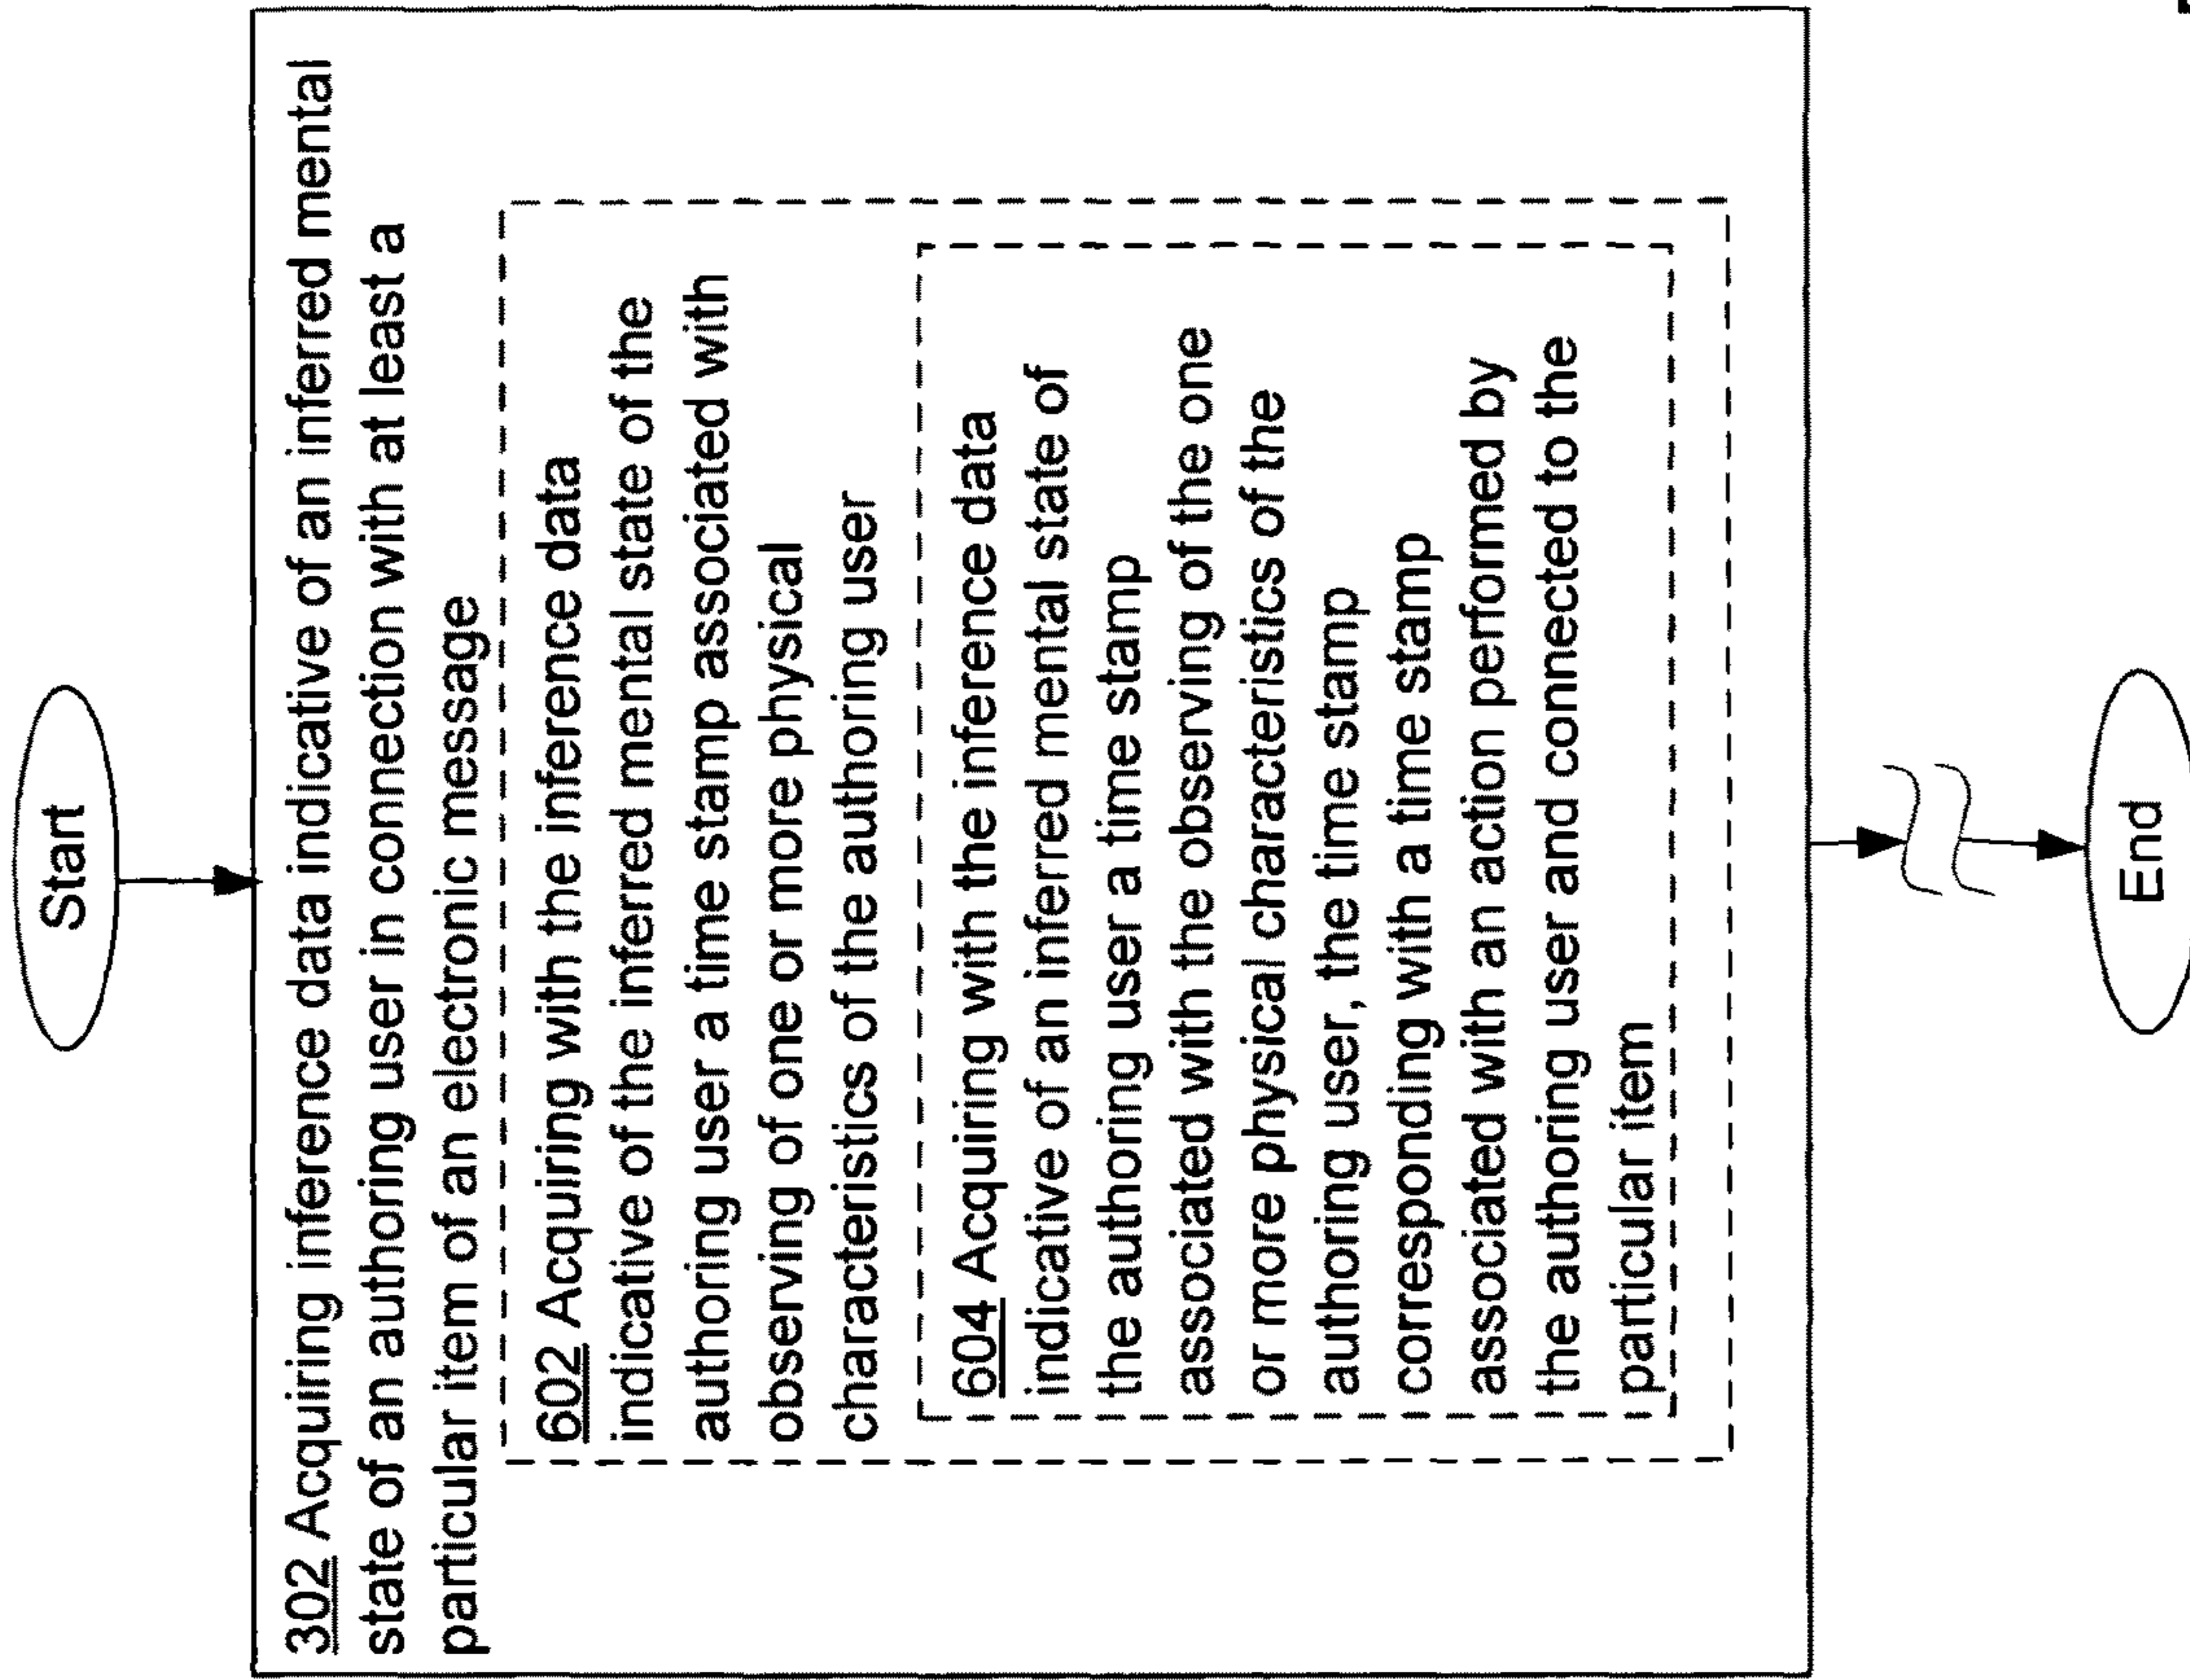 Start
302 Acquiring inference data indicative of an inferred mental
state of an authoring user in connection with at least a
particular item of an electronic message
602 Acquiring with the inference data
indicative of the inferred mental state of the
authoring user a time stamp associated with
observing of one or more physical
characteristics of the authoring user
604 Acquiring with the inference data
indicative of an inferred mental state of
the authoring user a time stamp
associated with the observing of the one
or more physical characteristics of the
authoring user, the time stamp
corresponding with a time stamp
associated with an action performed by
the authoring user and connected to the
particular item
End